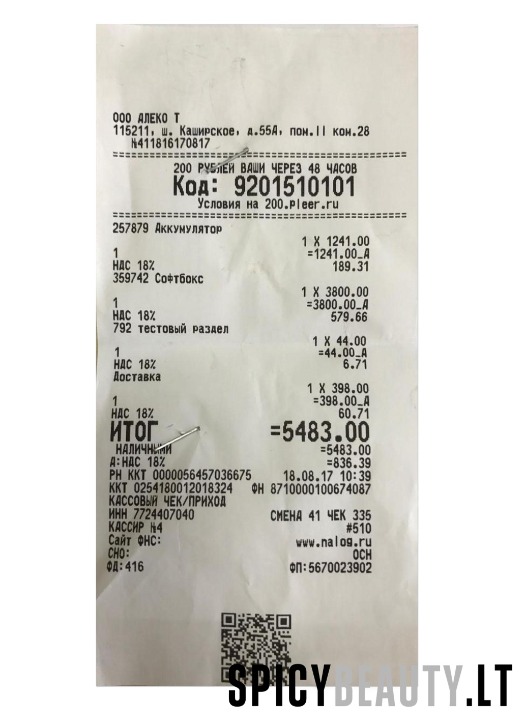 ООО АЛЕКО Т
115211, ш. Каширское, д.55А, пом.II ком.28
№411816170817
200 РУБЛЕЙ ВАШИ ЧЕРЕЗ 48 ЧАСОВ
Код: 9201510101
Условия на 200.pleer.ru
257879 Аккумулятор
1 X 1241.00
1 =1241.00_А
НДС 18% 189.31
359742 Софтбокс
1 X 3800.00
1 =3800.00_А
НДС 18% 579.66
792 тестовый раздел
1 X 44.00
1 =44.00_А
НДС 18% 6.71
Доставка
1 X 398.00
1 =398.00_А
НДС 18% 60.71
ИТОГ =5483.00
НАЛИЧНЫМИ =5483.00
А:НДС 18% =836.39
РН ККТ 0000056457036675 18.08.17 10:39
ККТ 0254180012018324 ФН 8710000100674087
КАССОВЫЙ ЧЕК/ПРИХОД
ИНН 7724407040 СМЕНА 41 ЧЕК 335
КАССИР №4 #510
Сайт ФНС: www.nalog.ru
СНО: ОСН
ФД:416 ФП:5670023902
SPICYBEAUTY.LT